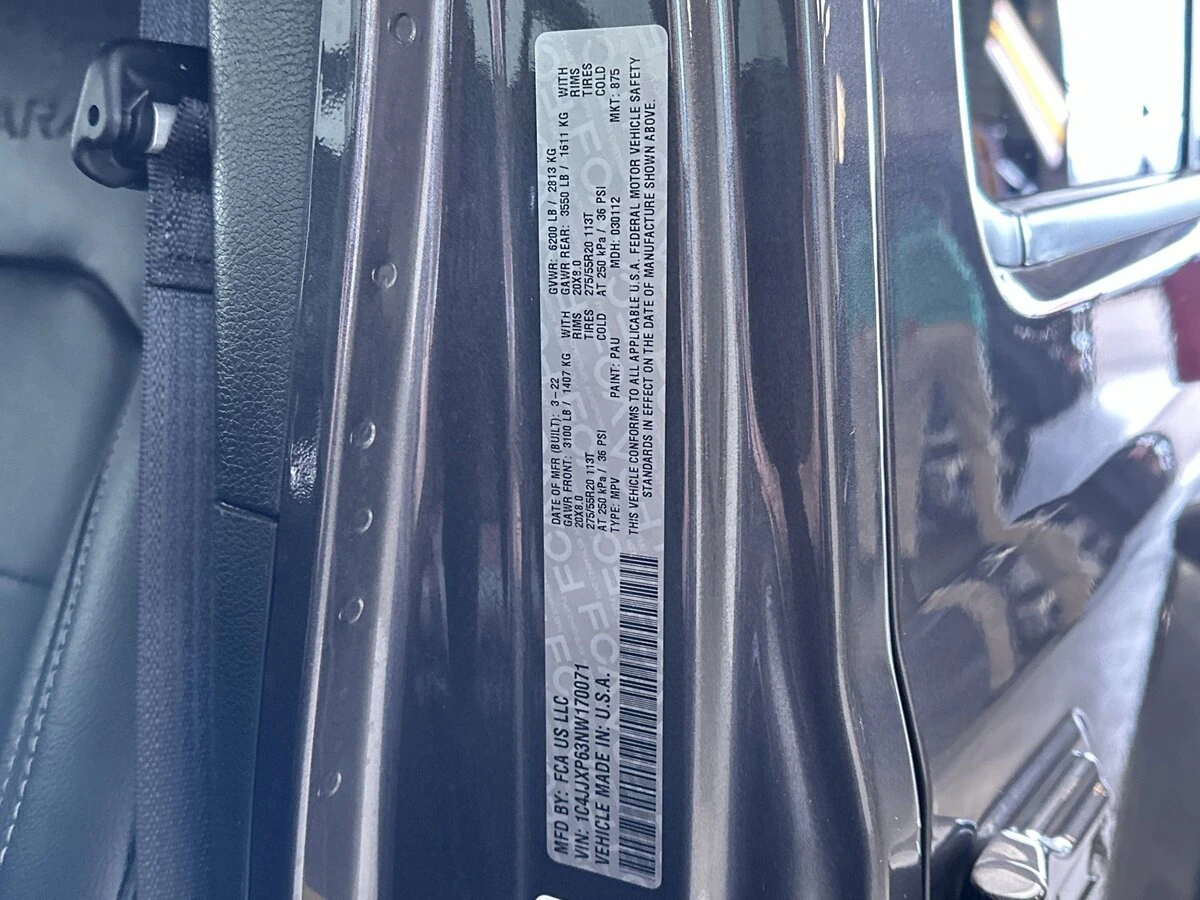 MFD BY: FCA US LLC
VIN: 1C4JJXP63NW170071
VEHICLE MADE IN: U.S.A.
DATE OF MFR (BUILT): 3-22 GVWR: 6200 LB / 2813 KG
GAWR FRONT: 3100 LB / 1407 KG WITH GAWR REAR: 3550 LB / 1611 KG WITH
20X8.0 RIMS 20X8.0 RIMS
275/55R20 113T TIRES 275/55R20 113T TIRES
AT 250 kPa / 36 PSI COLD AT 250 kPa / 36 PSI COLD
TYPE: MPV PAINT: PAU MDH: 030112 MKT: 875
THIS VEHICLE CONFORMS TO ALL APPLICABLE U.S.A. FEDERAL MOTOR VEHICLE SAFETY
STANDARDS IN EFFECT ON THE DATE OF MANUFACTURE SHOWN ABOVE.